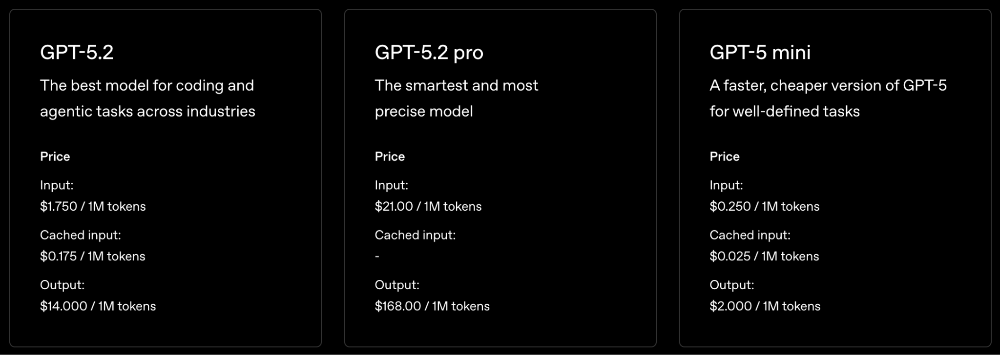 GPT-5.2
The best model for coding and
agentic tasks across industries
Price
Input:
$1.750 / 1M tokens
Cached input:
$0.175 / 1M tokens
Output:
$14.000 / 1M tokens
GPT-5.2 pro
The smartest and most
precise model
Price
Input:
$21.00 / 1M tokens
Cached input:
-
Output:
$168.00 / 1M tokens
GPT-5 mini
A faster, cheaper version of GPT-5
for well-defined tasks
Price
Input:
$0.250 / 1M tokens
Cached input:
$0.025 / 1M tokens
Output:
$2.000 / 1M tokens